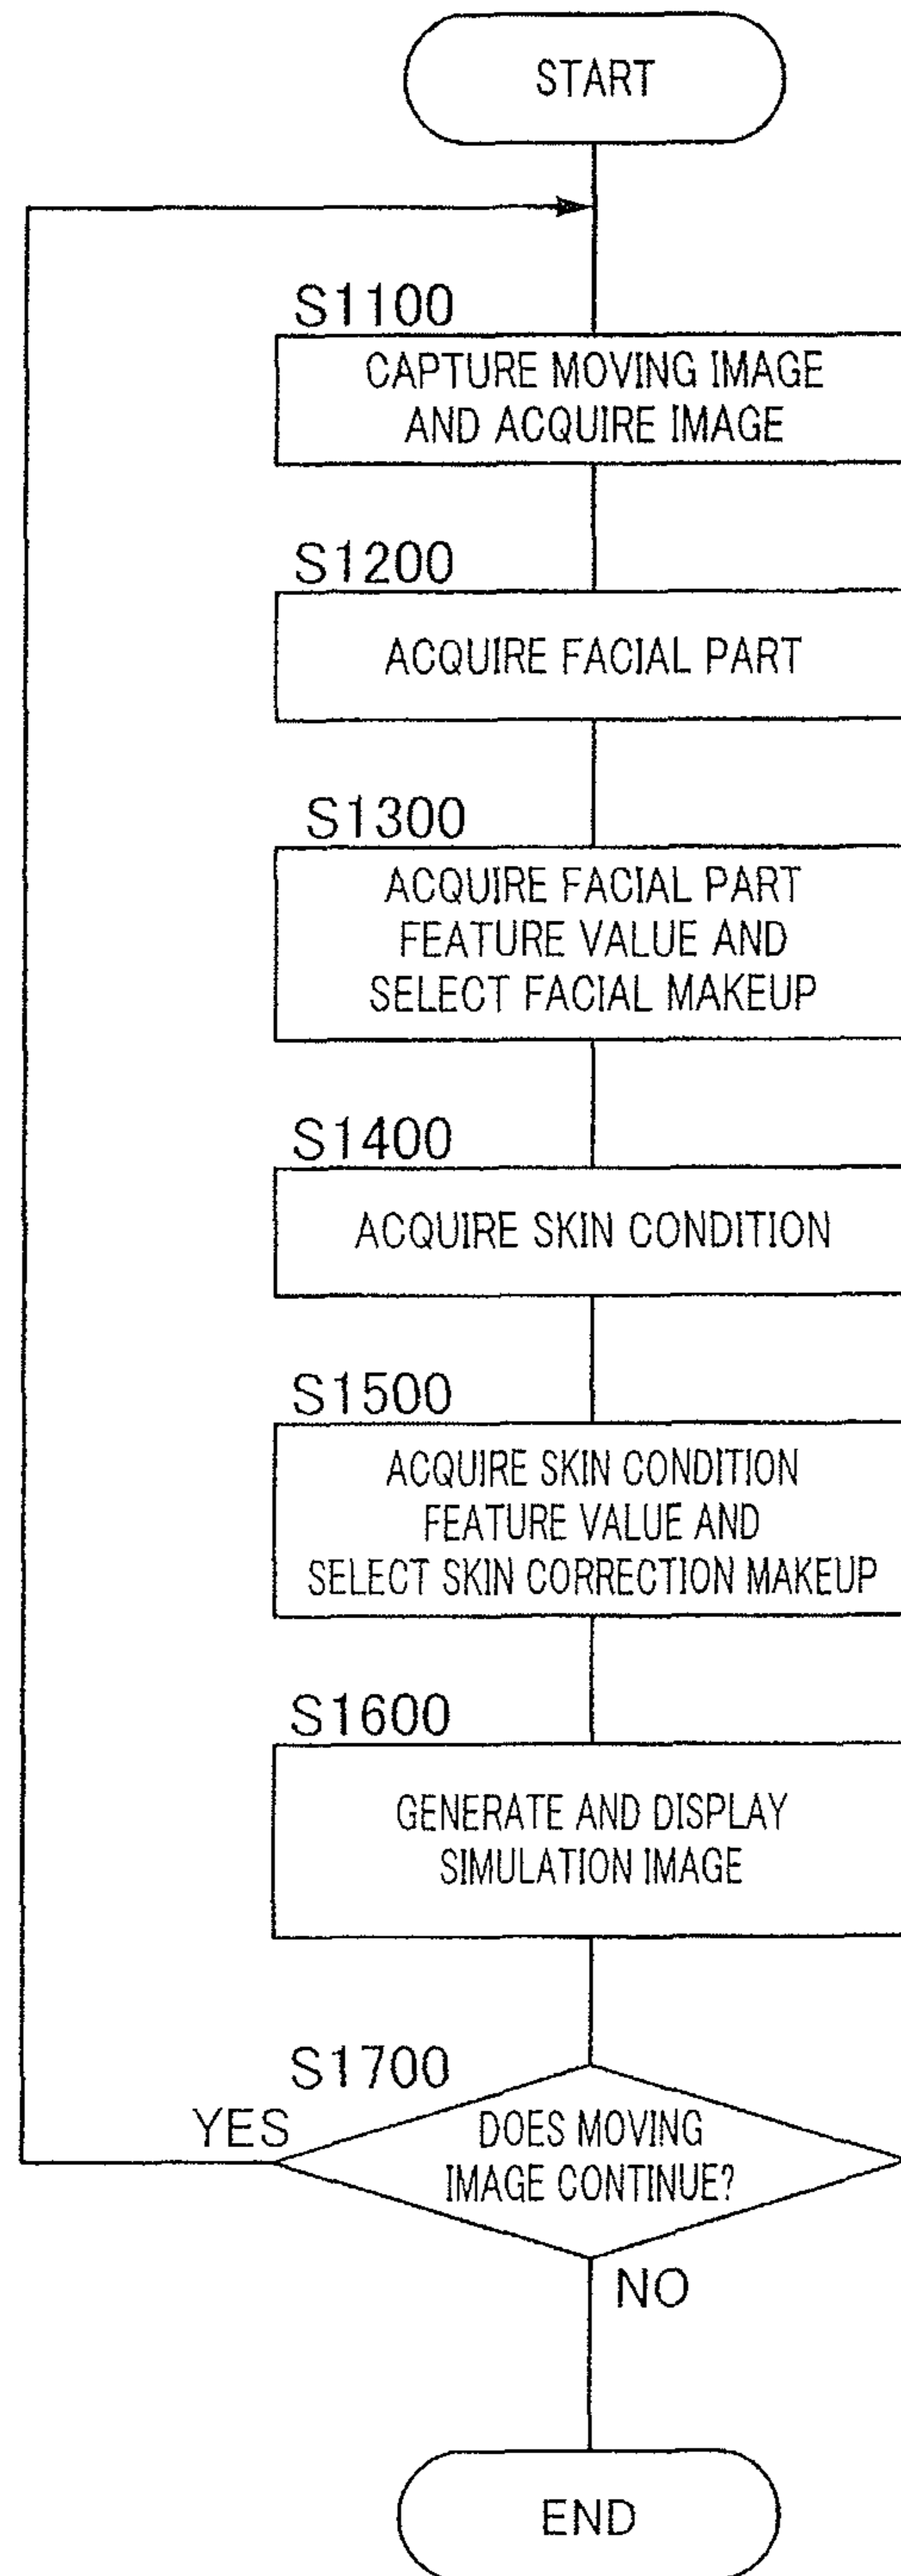 START
S1100
CAPTURE MOVING IMAGE
AND ACQUIRE IMAGE
S1200
ACQUIRE FACIAL PART
S1300
ACQUIRE FACIAL PART
FEATURE VALUE AND
SELECT FACIAL MAKEUP
S1400
ACQUIRE SKIN CONDITION
S1500
ACQUIRE SKIN CONDITION
FEATURE VALUE AND
SELECT SKIN CORRECTION MAKEUP
S1600
GENERATE AND DISPLAY
SIMULATION IMAGE
S1700
YES
DOES MOVING
IMAGE CONTINUE?
NO
END